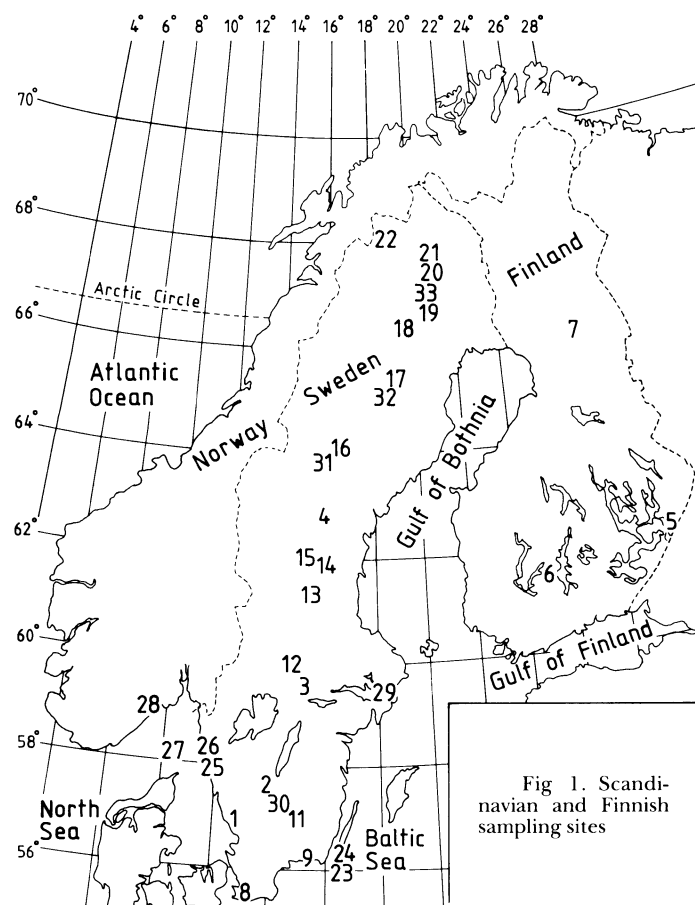 4° 6° 8° 10° 12° 14° 16° 18° 20° 22° 24° 26° 28°
70°
68°
66°
64°
62°
60°
58°
56°
Arctic Circle
Atlantic
Ocean
Norway
Sweden
Finland
Gulf of Bothnia
Gulf of Finland
North
Sea
Baltic
Sea
22
21
20
33
19
18
7
17
32
16
31
4
5
15 14
6
13
12
3
29
28
27
26
25
2
30
1
11
9
24
23
8
Fig 1. Scandi-
navian and Finnish
sampling sites